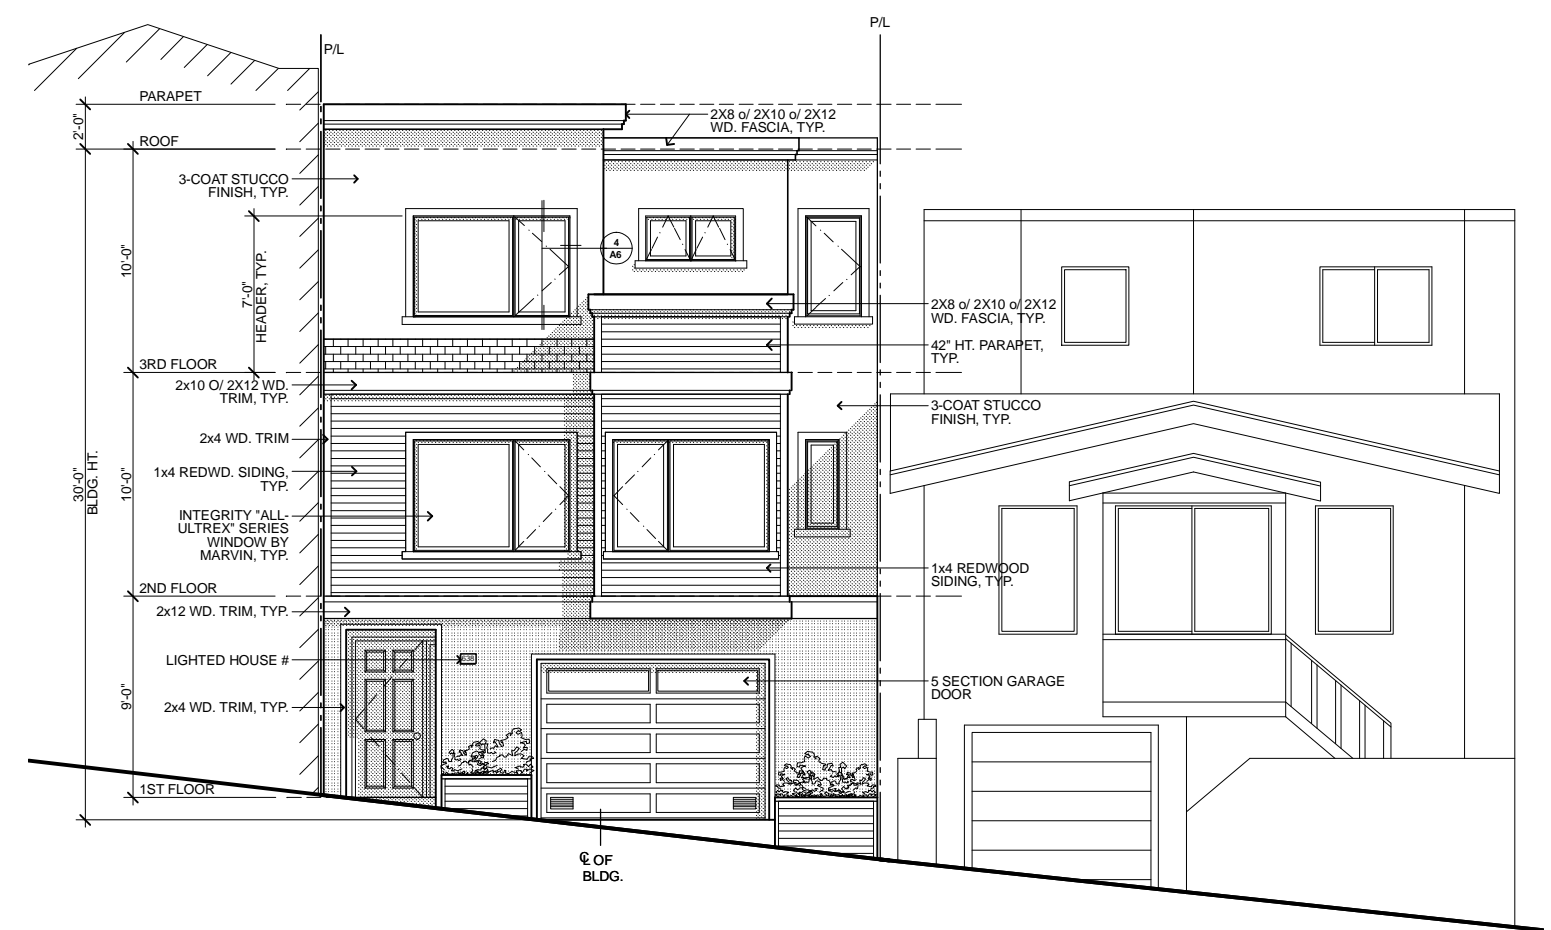 P/L
P/L
PARAPET
2'-0"
ROOF
2X8 o/ 2X10 o/ 2X12
WD. FASCIA, TYP.
3-COAT STUCCO
FINISH, TYP.
10'-0"
7'-0"
HEADER, TYP.
4
A6
2X8 o/ 2X10 o/ 2X12
WD. FASCIA, TYP.
42" HT. PARAPET,
TYP.
3RD FLOOR
2x10 O/ 2X12 WD.
TRIM, TYP.
3-COAT STUCCO
FINISH, TYP.
2x4 WD. TRIM
30'-0"
BLDG. HT.
10'-0"
1x4 REDWD. SIDING,
TYP.
INTEGRITY "ALL-
ULTREX" SERIES
WINDOW BY
MARVIN, TYP.
1x4 REDWOOD
SIDING, TYP.
2ND FLOOR
2x12 WD. TRIM, TYP.
LIGHTED HOUSE #
638
9'-0"
5 SECTION GARAGE
DOOR
2x4 WD. TRIM, TYP.
1ST FLOOR
℄ OF
BLDG.